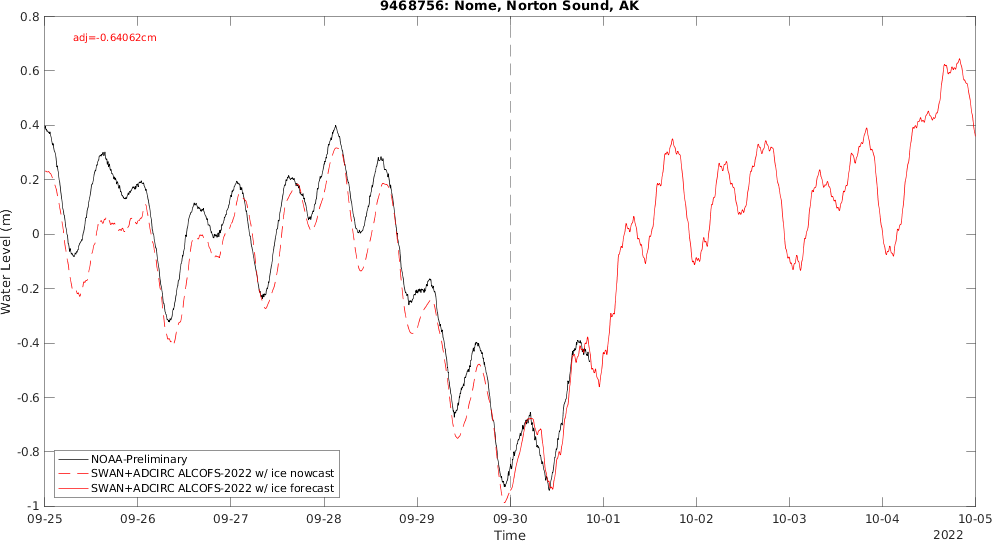 9468756: Nome, Norton Sound, AK
adj=-0.64062cm
Water Level (m)
0.8
0.6
0.4
0.2
0
-0.2
-0.4
-0.6
-0.8
-1
NOAA-Preliminary
SWAN+ADCIRC ALCOFS-2022 w/ ice nowcast
SWAN+ADCIRC ALCOFS-2022 w/ ice forecast
09-25 09-26 09-27 09-28 09-29 09-30 10-01 10-02 10-03 10-04 10-05
Time
2022